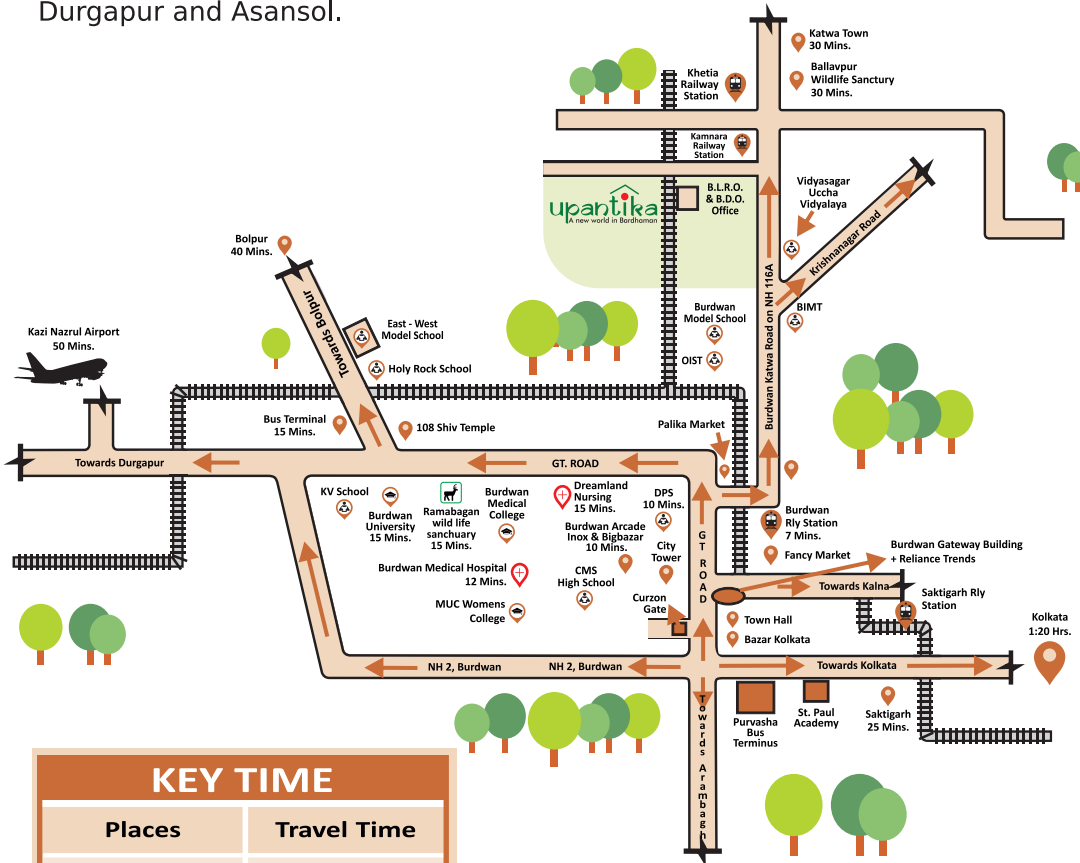 Durgapur and Asansol.
Katwa Town
30 Mins.
Ballavpur
Wildlife Sanctury
30 Mins.
Khetia
Railway
Station
Kamnara
Railway
Station
upantika
A new world in Bardhaman
B.L.R.O.
& B.D.O.
Office
Vidyasagar
Uccha
Vidyalaya
Krishnanagar Road
Burdwan Katwa Road on NH 116A
BIMT
Burdwan
Model School
OIST
Bolpur
40 Mins.
Towards Bolpur
East - West
Model School
Holy Rock School
Kazi Nazrul Airport
50 Mins.
Bus Terminal
15 Mins.
108 Shiv Temple
Palika Market
Towards Durgapur
GT. ROAD
KV School
Burdwan
University
15 Mins.
Ramabagan
wild life
sanchuary
15 Mins.
Burdwan
Medical
College
Dreamland
Nursing
15 Mins.
DPS
10 Mins.
Burdwan Arcade
Inox & Bigbazar
10 Mins.
City
Tower
GT ROAD
Burdwan
Rly Station
7 Mins.
Fancy Market
Burdwan Gateway Building
+ Reliance Trends
Burdwan Medical Hospital
12 Mins.
CMS
High School
MUC Womens
College
Curzon
Gate
Towards Kalna
Saktigarh Rly
Station
Town Hall
Bazar Kolkata
Kolkata
1:20 Hrs.
NH 2, Burdwan
NH 2, Burdwan
Towards Kolkata
Purvasha
Bus
Terminus
St. Paul
Academy
Saktigarh
25 Mins.
Towards Arambagh
KEY TIME
Places
Travel Time